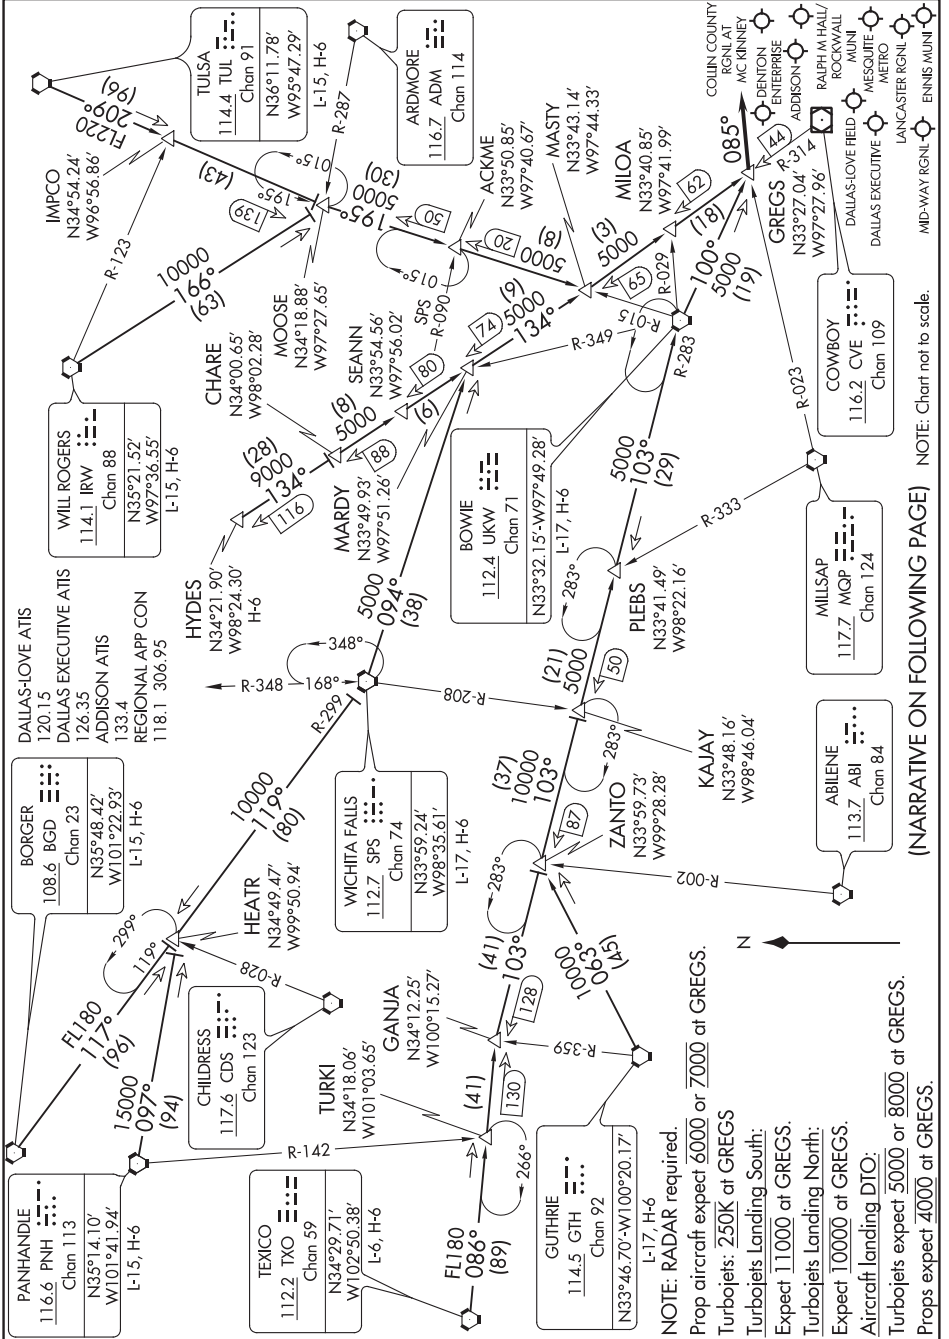 DALLAS-LOVE ATIS
120.15
DALLAS EXECUTIVE ATIS
126.35
ADDISON ATIS
133.4
REGIONAL APP CON
118.1 306.95
BORGER
108.6 BGD
Chan 23
N35°48.42'
W101°22.93'
L-15, H-6
PANHANDLE
116.6 PNH
Chan 113
N35°14.10'
W101°41.94'
L-15, H-6
FL180
117°
(96)
15000
097°
(94)
299°
119°
HEATR
N34°49.47'
W99°50.94'
R-028
CHILDRESS
117.6 CDS
Chan 123
10000
119°
(80)
R-299
R-348
168°
348°
WICHITA FALLS
112.7 SPS
Chan 74
N33°59.24'
W98°35.61'
L-17, H-6
5000
094°
(38)
R-208
WILL ROGERS
114.1 IRW
Chan 88
N35°21.52'
W97°36.55'
L-15, H-6
R-123
10000
199°
(63)
IMPCO
N34°54.24'
W96°56.86'
FL220
209°
(96)
TULSA
114.4 TUL
Chan 91
N36°11.78'
W95°47.29'
L-15, H-6
(43)
139
195°
015°
R-287
ARDMORE
116.7 ADM
Chan 114
MOOSE
N34°18.88'
W97°27.65'
195°
5000
(30)
50
015°
SPS
R-090
ACKME
N33°50.85'
W97°40.67'
20
5000
(8)
MASTY
N33°43.14'
W97°44.33'
HYDES
N34°21.90'
W98°24.30'
H-6
116
(28)
9000
134°
CHARE
N34°00.65'
W98°02.28'
88
(8)
5000
SEANN
N33°54.56'
W97°56.02'
80
(6)
MARDY
N33°49.93'
W97°51.26'
74
(9)
5000
134°
R-349
R-015
65
(3)
5000
MILOA
N33°40.85'
W97°41.99'
R-029
62
(18)
BOWIE
112.4 UKW
Chan 71
N33°32.15'-W97°49.28'
L-17, H-6
R-283
100°
5000
(19)
085°
GREGS
N33°27.04'
W97°27.96'
44
R-314
R-023
COWBOY
116.2 CVE
Chan 109
COLLIN COUNTY
RGNL AT
MC KINNEY
DENTON
ENTERPRISE
ADDISON
RALPH M HALL/
ROCKWALL
MUNI
DALLAS-LOVE FIELD
MESQUITE
METRO
DALLAS EXECUTIVE
LANCASTER RGNL
MID-WAY RGNL
ENNIS MUNI
TEXICO
112.2 TXO
Chan 59
N34°29.71'
W102°50.38'
L-6, H-6
FL180
086°
(89)
266°
R-142
TURKI
N34°18.06'
W101°03.65'
(41)
130
GANJA
N34°12.25'
W100°15.27'
128
R-359
GUTHRIE
114.5 GTH
Chan 92
N33°46.70'-W100°20.17'
L-17, H-6
(41)
103°
283°
7000
063°
(45)
ZANTO
N33°59.73'
W99°28.28'
87
R-002
ABILENE
113.7 ABI
Chan 84
(37)
10000
103°
283°
KAJAY
N33°48.16'
W98°46.04'
50
(21)
5000
283°
PLEBS
N33°41.49'
W98°22.16'
R-333
5000
103°
(29)
MILLSAP
117.7 MQP
Chan 124
N
NOTE: RADAR required.
Prop aircraft expect 6000 or 7000 at GREGS.
Turbojets: 250K at GREGS
Turbojets Landing South:
Expect 11000 at GREGS.
Turbojets Landing North:
Expect 10000 at GREGS.
Aircraft landing DTO:
Turbojets expect 5000 or 8000 at GREGS.
Props expect 4000 at GREGS.
(NARRATIVE ON FOLLOWING PAGE)
NOTE: Chart not to scale.